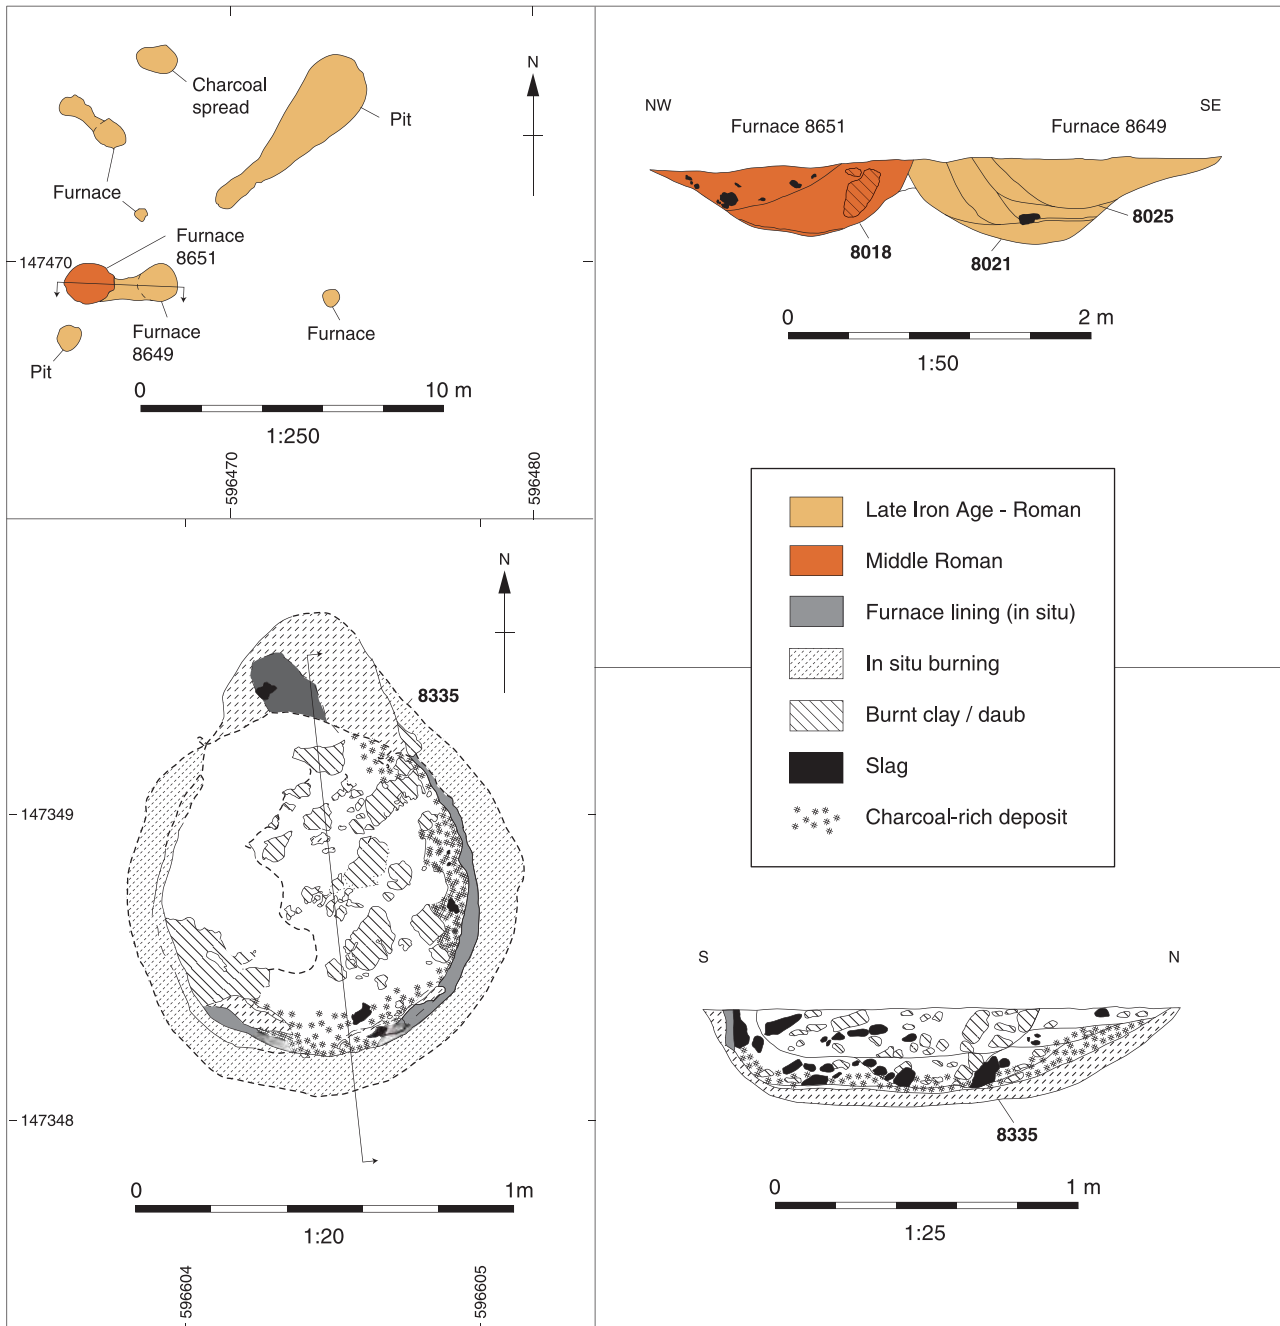 Charcoal
spread
N
Pit
Furnace
Furnace
8651
147470
Furnace
8649
Furnace
Pit
0
10 m
1:250
596470
596480
NW
SE
Furnace 8651
Furnace 8649
8025
8018
8021
0
2 m
1:50
Late Iron Age - Roman
Middle Roman
Furnace lining (in situ)
In situ burning
Burnt clay / daub
Slag
Charcoal-rich deposit
N
8335
147349
147348
0
1m
1:20
596604
596605
S
N
8335
0
1 m
1:25